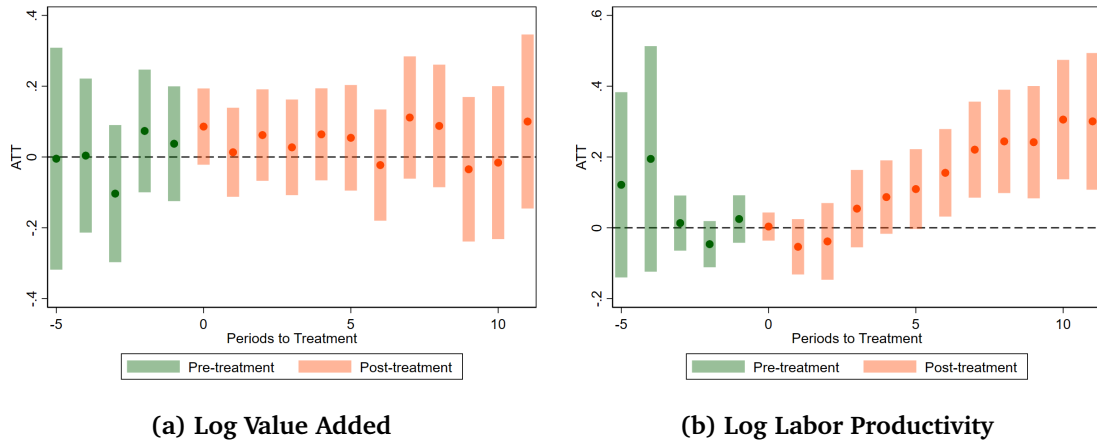 .4
.2
0
-.2
-.4
ATT
-5
0
5
10
Periods to Treatment
Pre-treatment
Post-treatment
(a) Log Value Added
.6
.4
.2
0
-.2
ATT
-5
0
5
10
Periods to Treatment
Pre-treatment
Post-treatment
(b) Log Labor Productivity